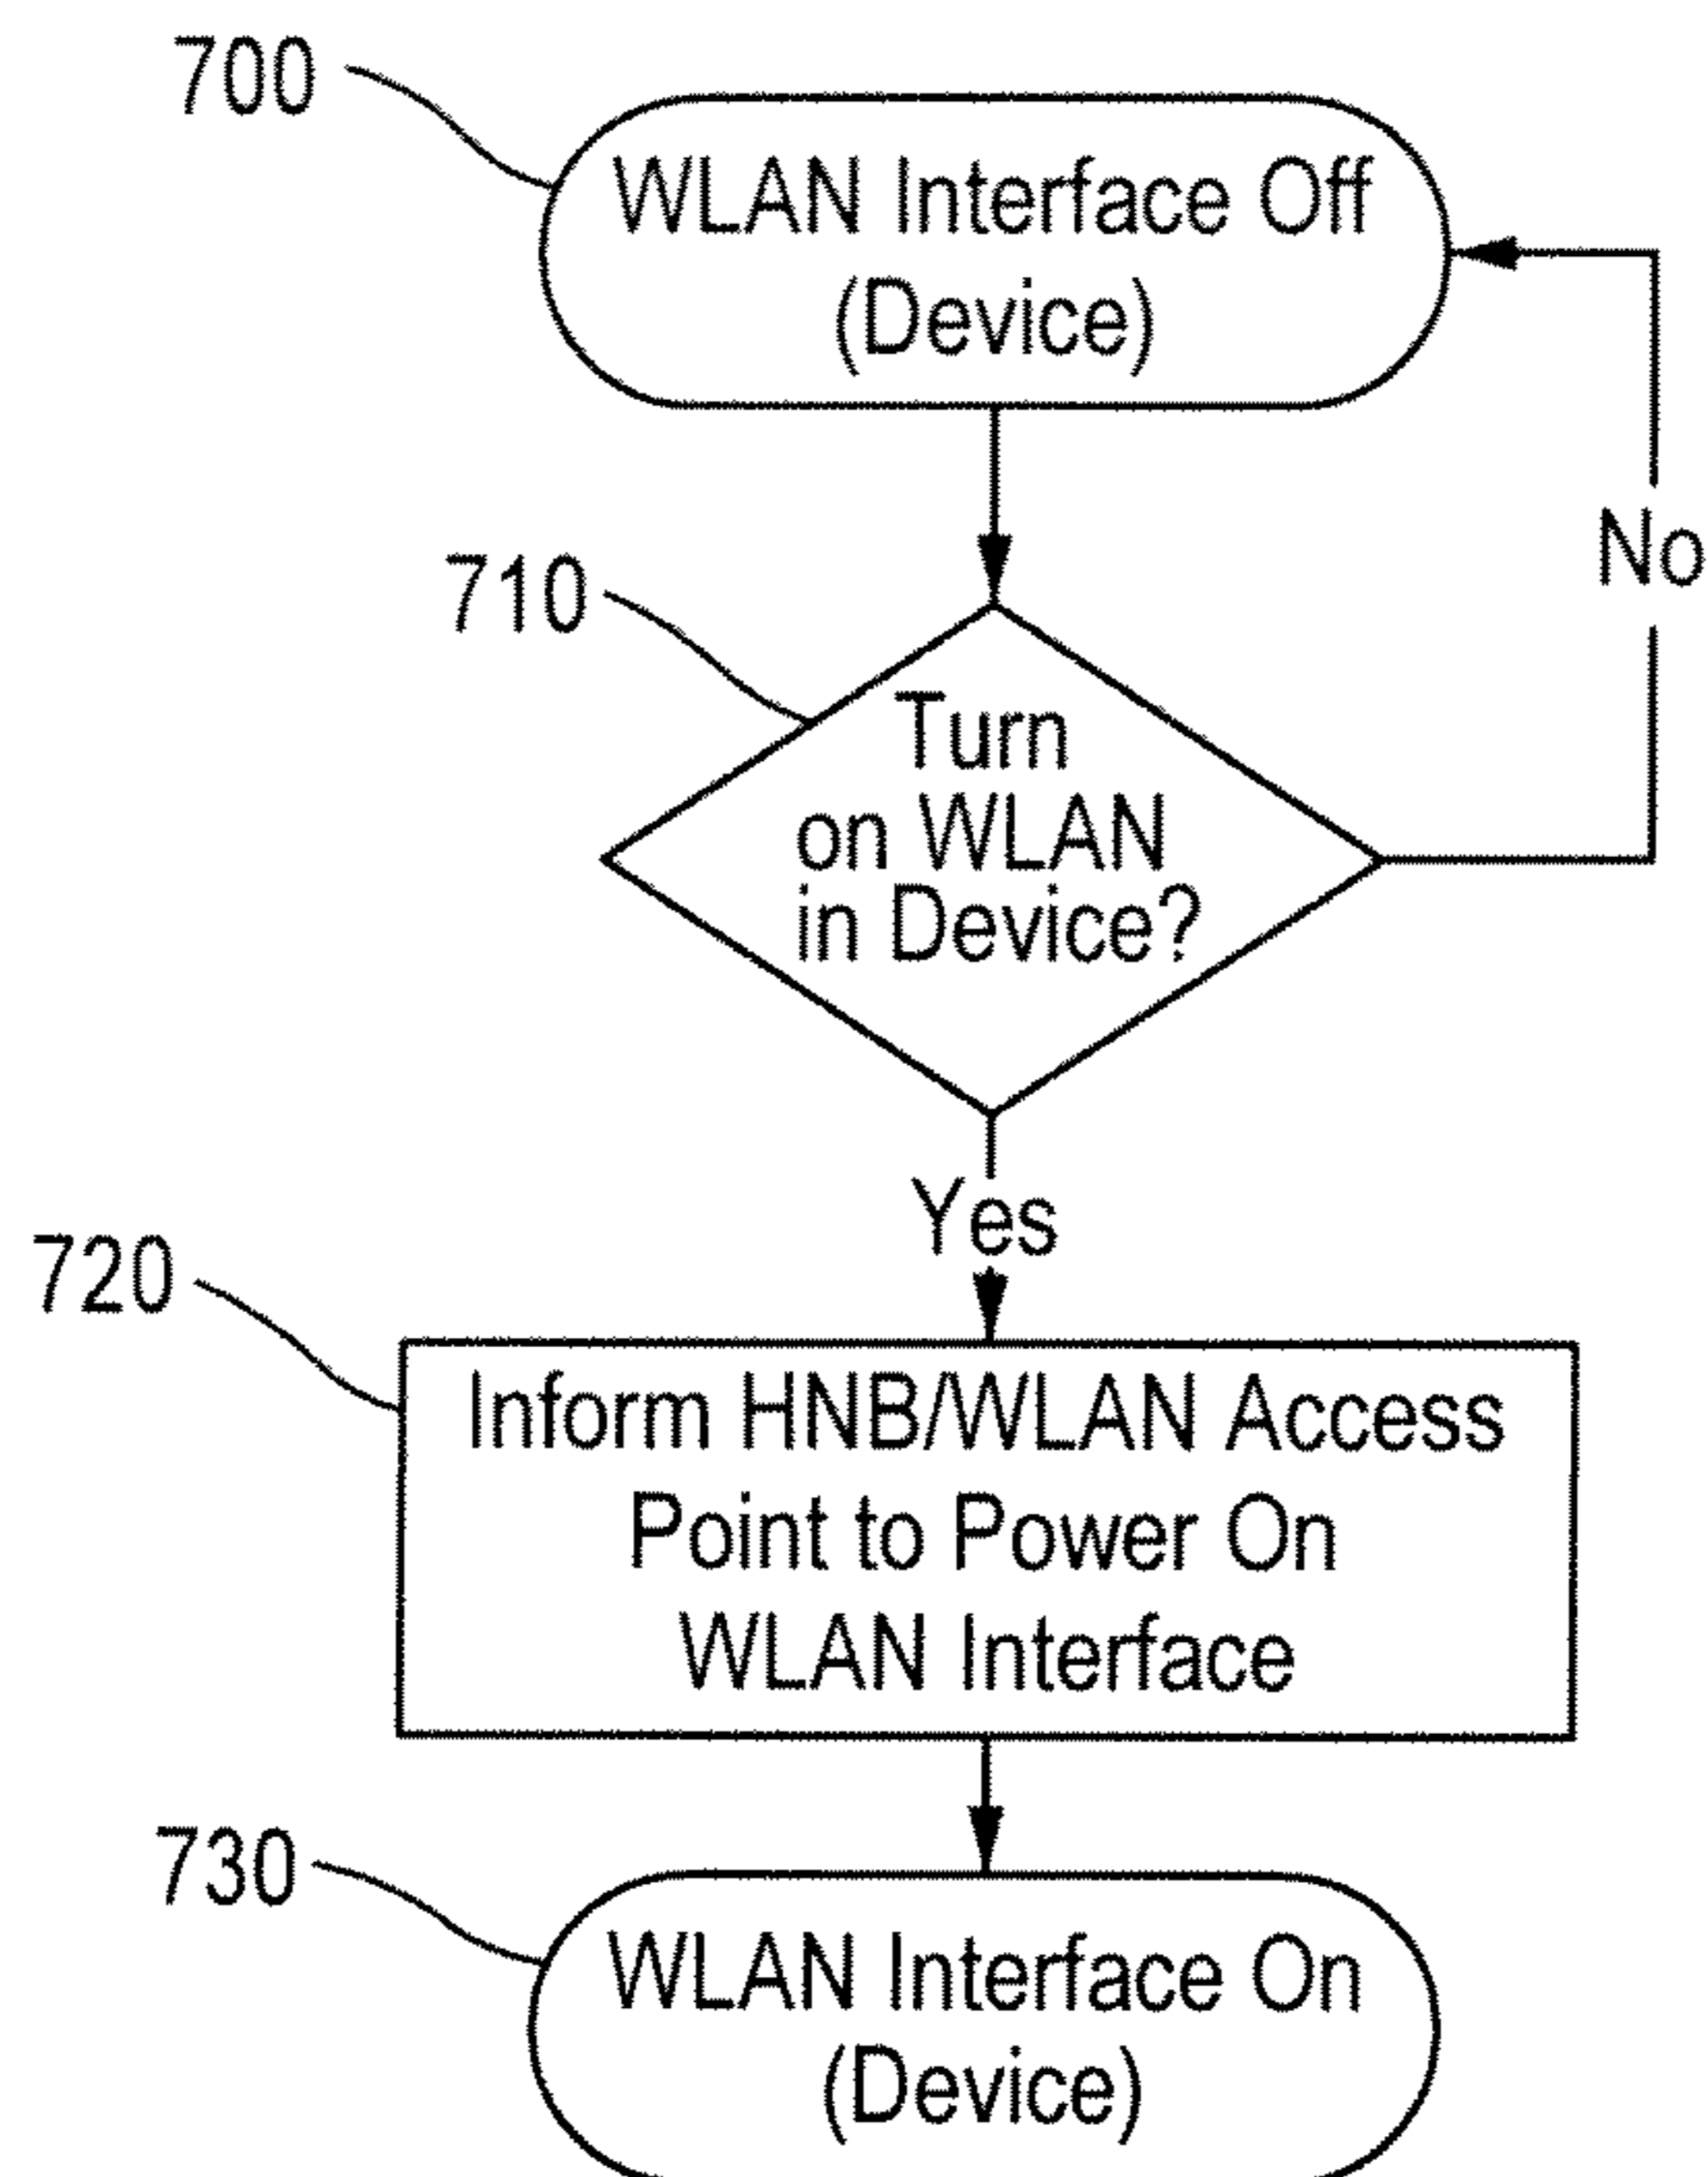 700
WLAN Interface Off
(Device)
No
710
Turn
on WLAN
in Device?
Yes
720
Inform HNB/WLAN Access
Point to Power On
WLAN Interface
730
WLAN Interface On
(Device)